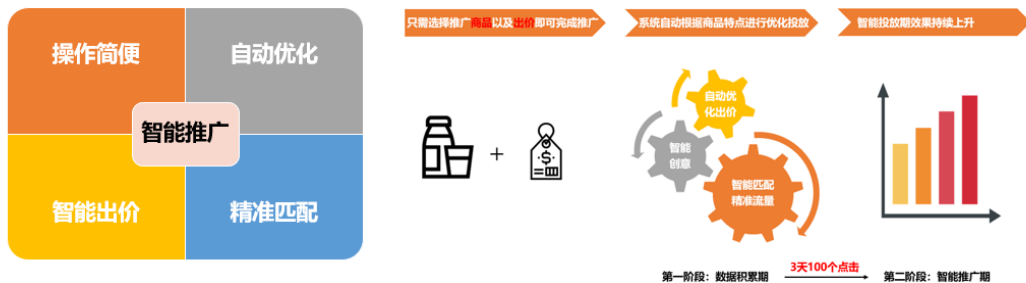 操作简便
自动优化
智能推广
智能出价
精准匹配
只需选择推广商品以及出价即可完成推广
系统自动根据商品特点进行优化投放
智能投放期效果持续上升
+
$
自动优
化出价
智能
创意
智能匹配
精准流量
第一阶段：数据积累期
3天100个点击
第二阶段：智能推广期